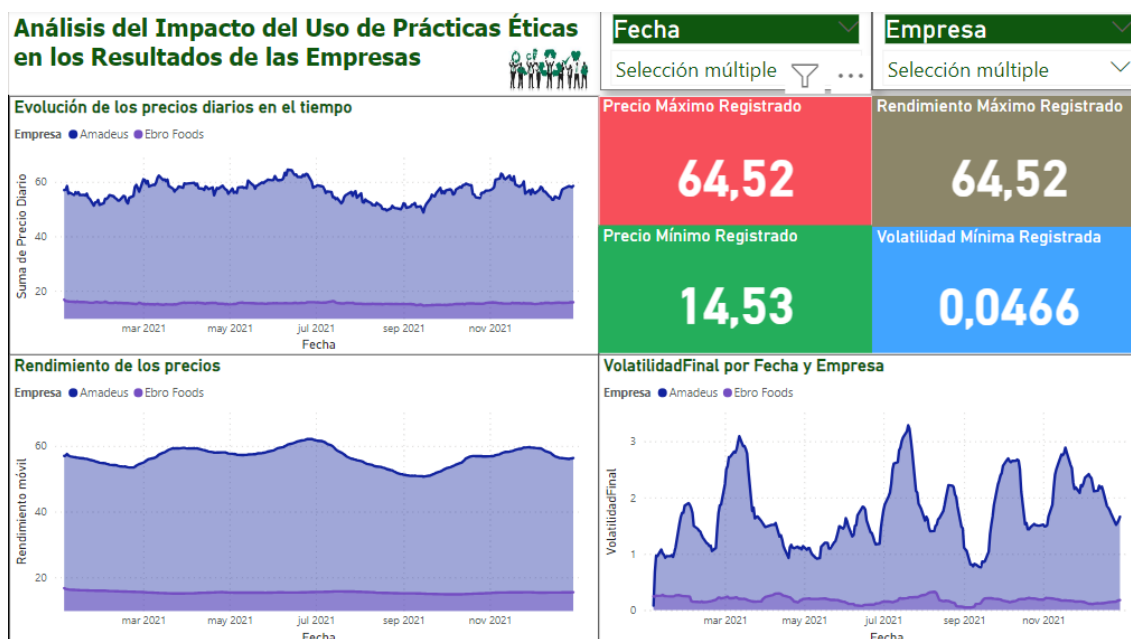 Análisis del Impacto del Uso de Prácticas Éticas
en los Resultados de las Empresas
Fecha
Selección múltiple
Empresa
Selección múltiple
Evolución de los precios diarios en el tiempo
Empresa Amadeus Ebro Foods
Suma de Precio Diario
60
40
20
mar 2021 may 2021 jul 2021 sep 2021 nov 2021
Fecha
Precio Máximo Registrado
64,52
Rendimiento Máximo Registrado
64,52
Precio Mínimo Registrado
14,53
Volatilidad Mínima Registrada
0,0466
Rendimiento de los precios
Empresa Amadeus Ebro Foods
Rendimiento móvil
60
40
20
mar 2021 may 2021 jul 2021 sep 2021 nov 2021
Fecha
VolatilidadFinal por Fecha y Empresa
Empresa Amadeus Ebro Foods
VolatilidadFinal
3
2
1
0
mar 2021 may 2021 jul 2021 sep 2021 nov 2021
Fecha